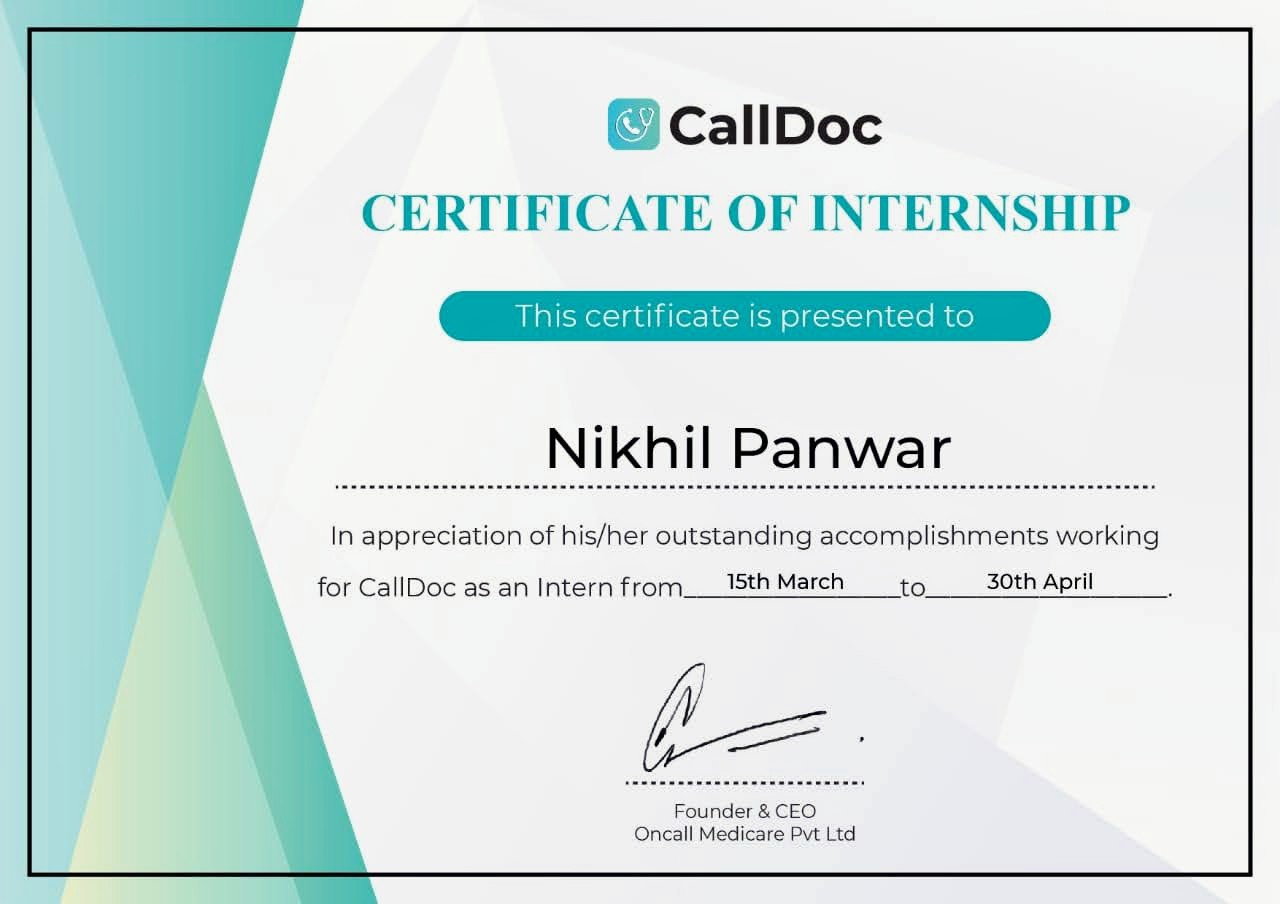 CallDoc
CERTIFICATE OF INTERNSHIP
This certificate is presented to
Nikhil Panwar
In appreciation of his/her outstanding accomplishments working
for CallDoc as an Intern from 15th March to 30th April.
Founder & CEO
Oncall Medicare Pvt Ltd